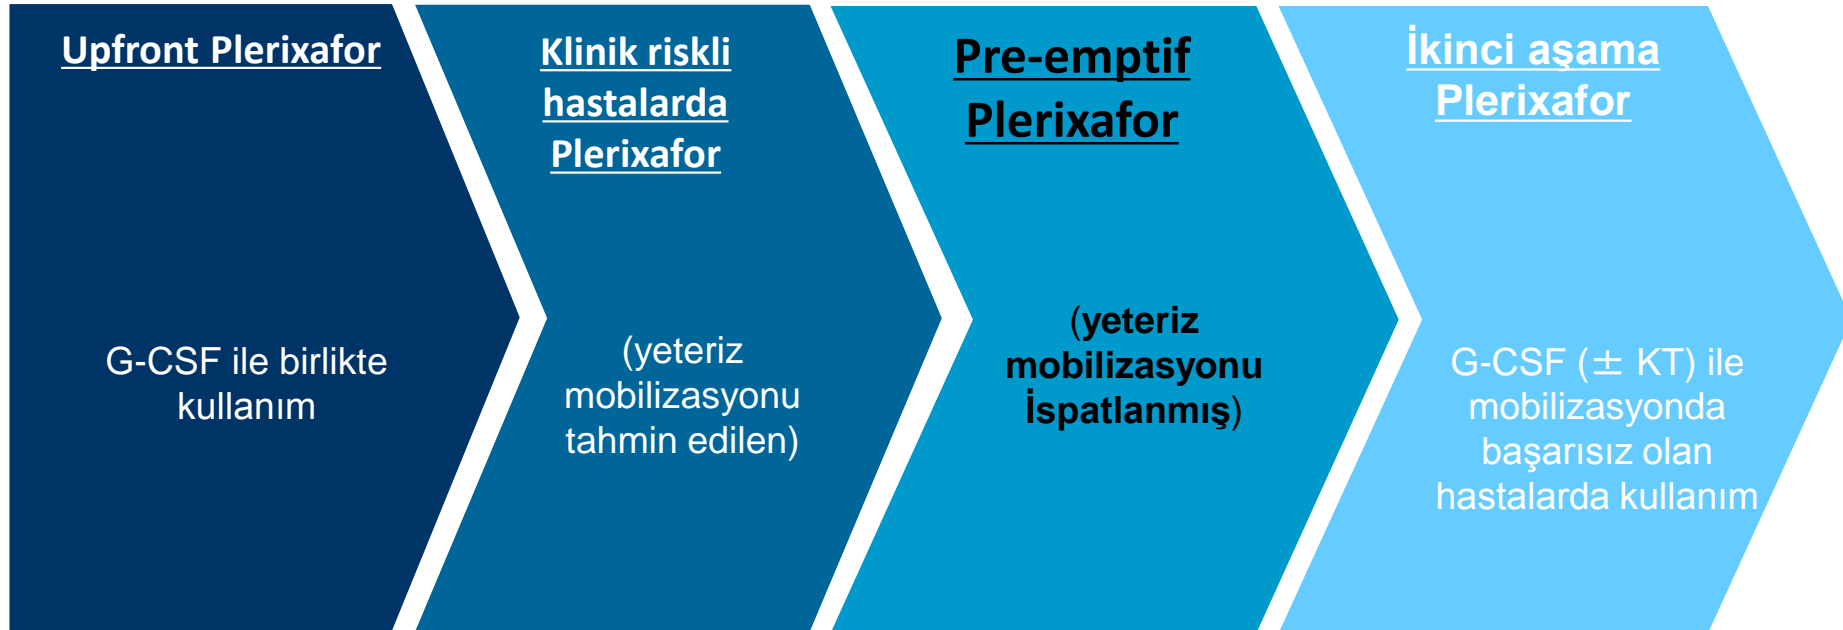 Upfront Plerixafor
G-CSF ile birlikte
kullanım
Klinik riskli
hastalarda
Plerixafor
(yeteriz
mobilizasyonu
tahmin edilen)
Pre-emptif
Plerixafor
(yeteriz
mobilizasyonu
İspatlanmış)
İkinci aşama
Plerixafor
G-CSF (± KT) ile
mobilizasyonda
başarısız olan
hastalarda kullanım